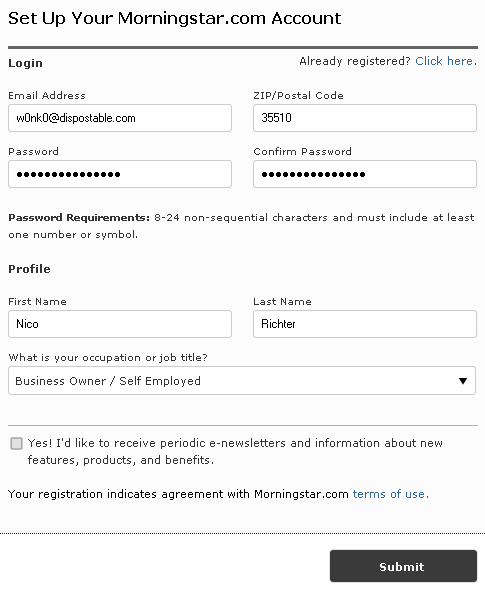 Set Up Your Morningstar.com Account
Login
Already registered? Click here.
Email Address
ZIP/Postal Code
w0nk0@dispostable.com
35510
Password
Confirm Password
•••••••••••••••
•••••••••••••••
Password Requirements: 8-24 non-sequential characters and must include at least
one number or symbol.
Profile
First Name
Last Name
Nico
Richter
What is your occupation or job title?
Business Owner / Self Employed
Yes! I'd like to receive periodic e-newsletters and information about new
features, products, and benefits.
Your registration indicates agreement with Morningstar.com terms of use.
Submit